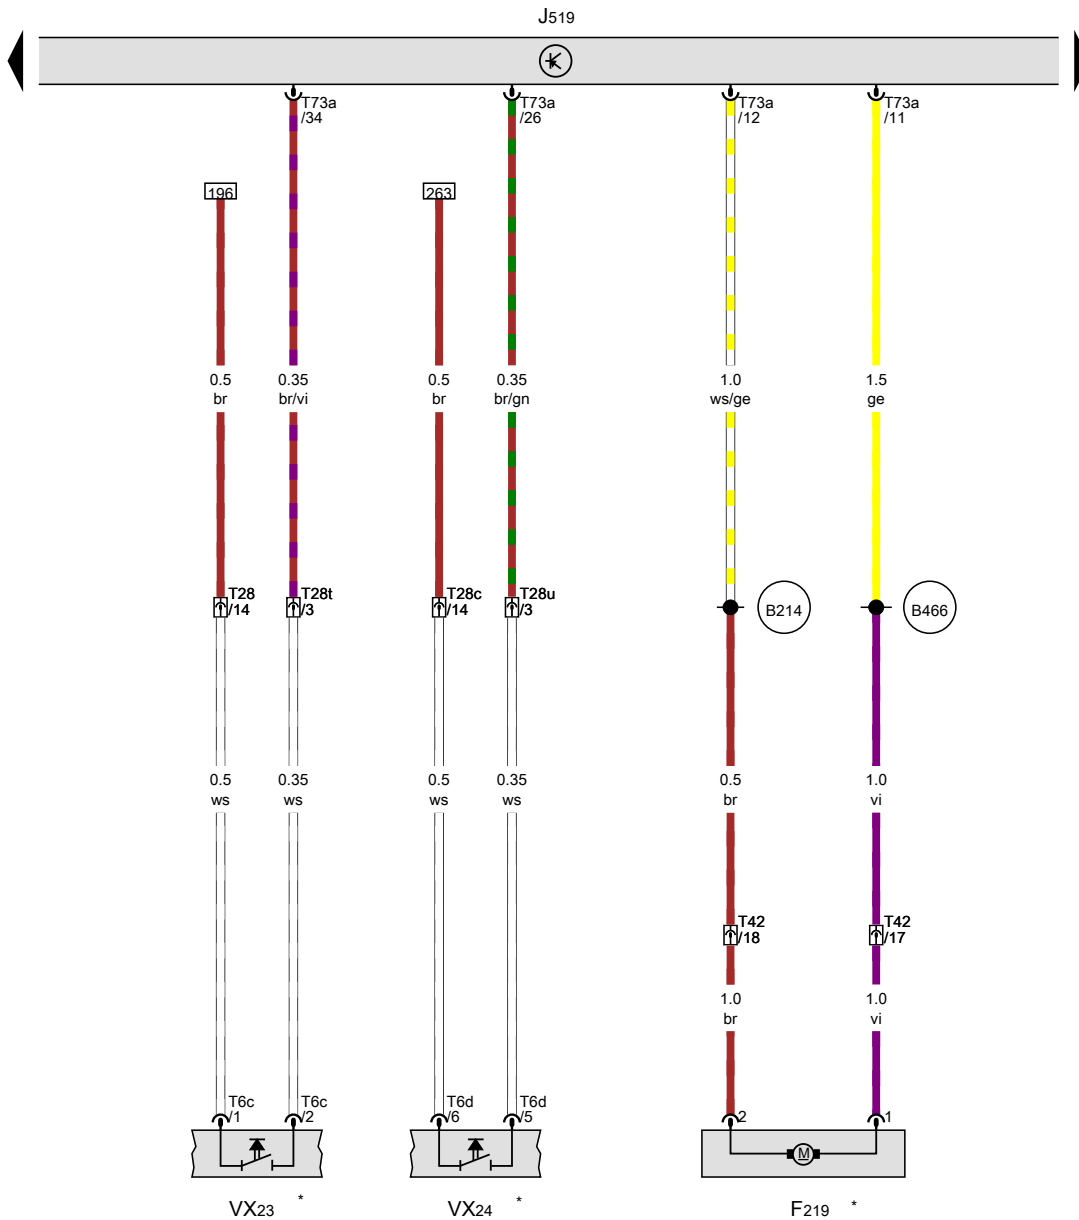 J519
T73a
/34
T73a
/26
T73a
/12
T73a
/11
196
263
0.5
br
0.35
br/vi
0.5
br
0.35
br/gn
1.0
ws/ge
1.5
ge
T28
/14
T28t
/3
T28c
/14
T28u
/3
B214
B466
0.5
ws
0.35
ws
0.5
ws
0.35
ws
0.5
br
1.0
vi
T42
/18
T42
/17
1.0
br
1.0
vi
T6c
/1
T6c
/2
T6d
/6
T6d
/5
2
1
M
VX23 *
VX24 *
F219 *